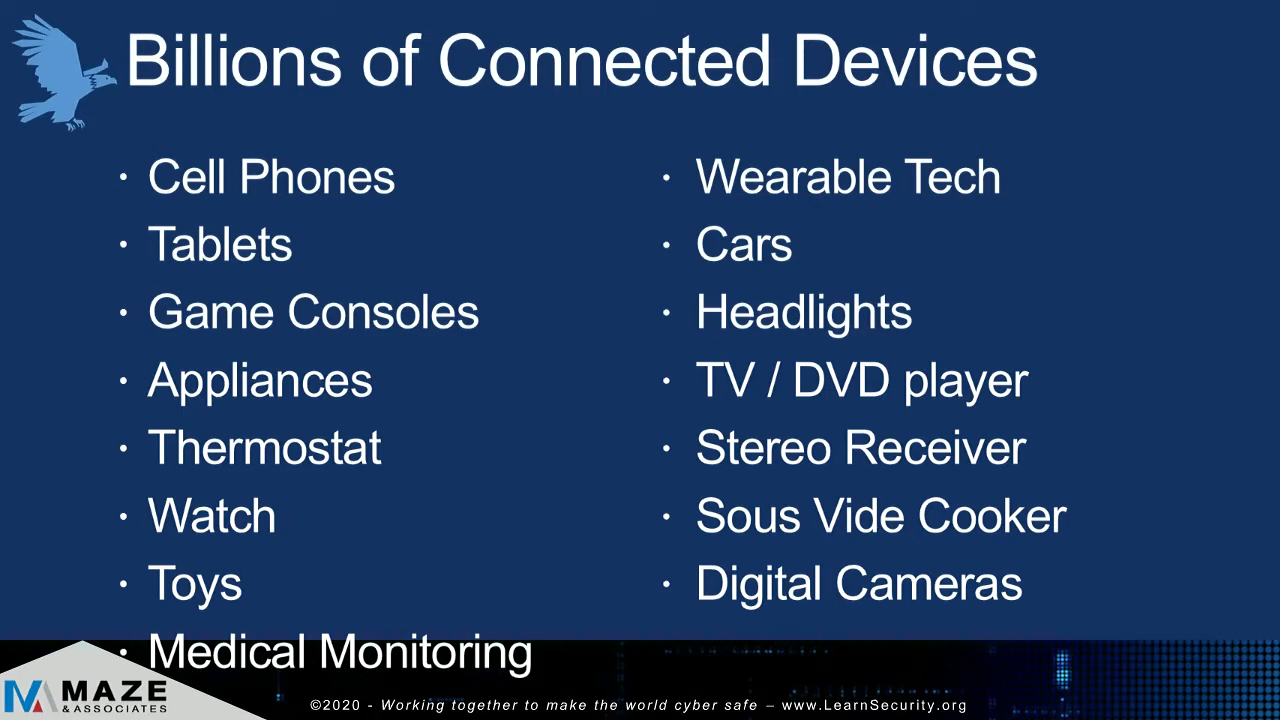 Billions of Connected Devices
· Cell Phones
· Tablets
· Game Consoles
· Appliances
· Thermostat
· Watch
· Toys
· Medical Monitoring
· Wearable Tech
· Cars
· Headlights
· TV / DVD player
· Stereo Receiver
· Sous Vide Cooker
· Digital Cameras
MAZE
& ASSOCIATES
©2020 - Working together to make the world cyber safe – www.LearnSecurity.org